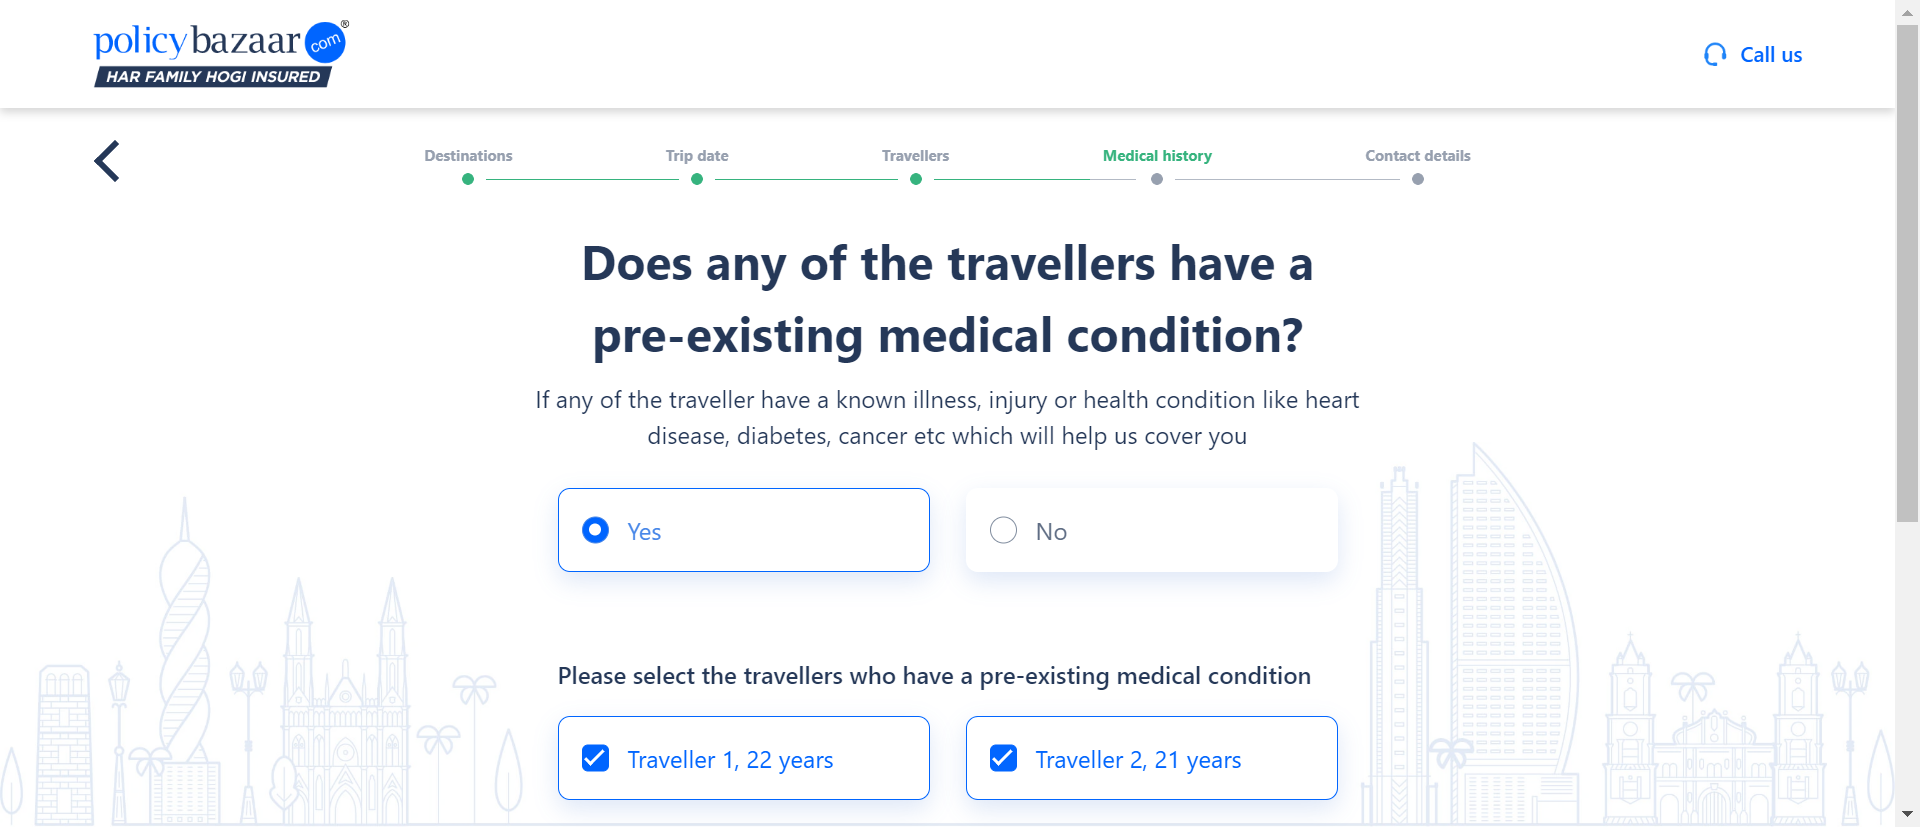 policybazaar com ®
HAR FAMILY HOGI INSURED
Call us
Destinations
Trip date
Travellers
Medical history
Contact details
Does any of the travellers have a
pre-existing medical condition?
If any of the traveller have a known illness, injury or health condition like heart
disease, diabetes, cancer etc which will help us cover you
Yes
No
Please select the travellers who have a pre-existing medical condition
Traveller 1, 22 years
Traveller 2, 21 years